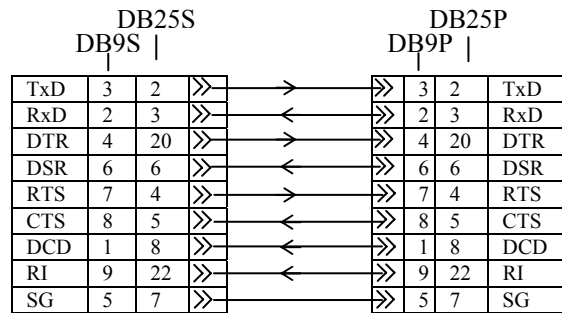 DB25S DB25P
DB9S DB9P
TxD 3 2 3 2 TxD
RxD 2 3 2 3 RxD
DTR 4 20 4 20 DTR
DSR 6 6 6 6 DSR
RTS 7 4 7 4 RTS
CTS 8 5 8 5 CTS
DCD 1 8 1 8 DCD
RI 9 22 9 22 RI
SG 5 7 5 7 SG